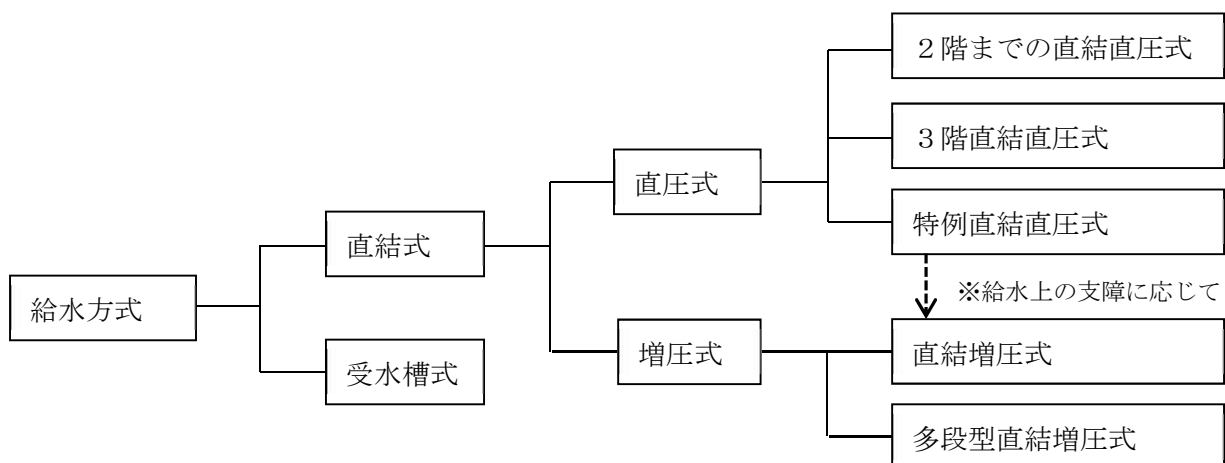 ２階までの直結直圧式
３階直結直圧式
直圧式
特例直結直圧式
直結式
※給水上の支障に応じて
給水方式
増圧式
直結増圧式
受水槽式
多段型直結増圧式